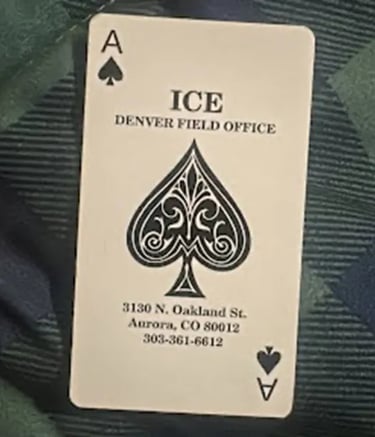 A
ICE
DENVER FIELD OFFICE
3130 N. Oakland St.
Aurora, CO 80012
303-361-6612
A